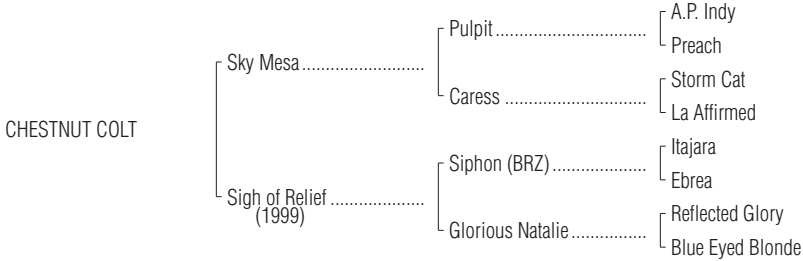 A.P. Indy
Pulpit
Preach
Sky Mesa
Storm Cat
Caress
La Affirmed
CHESTNUT COLT
Itajara
Siphon (BRZ)
Ebrea
Sigh of Relief
(1999)
Reflected Glory
Glorious Natalie
Blue Eyed Blonde